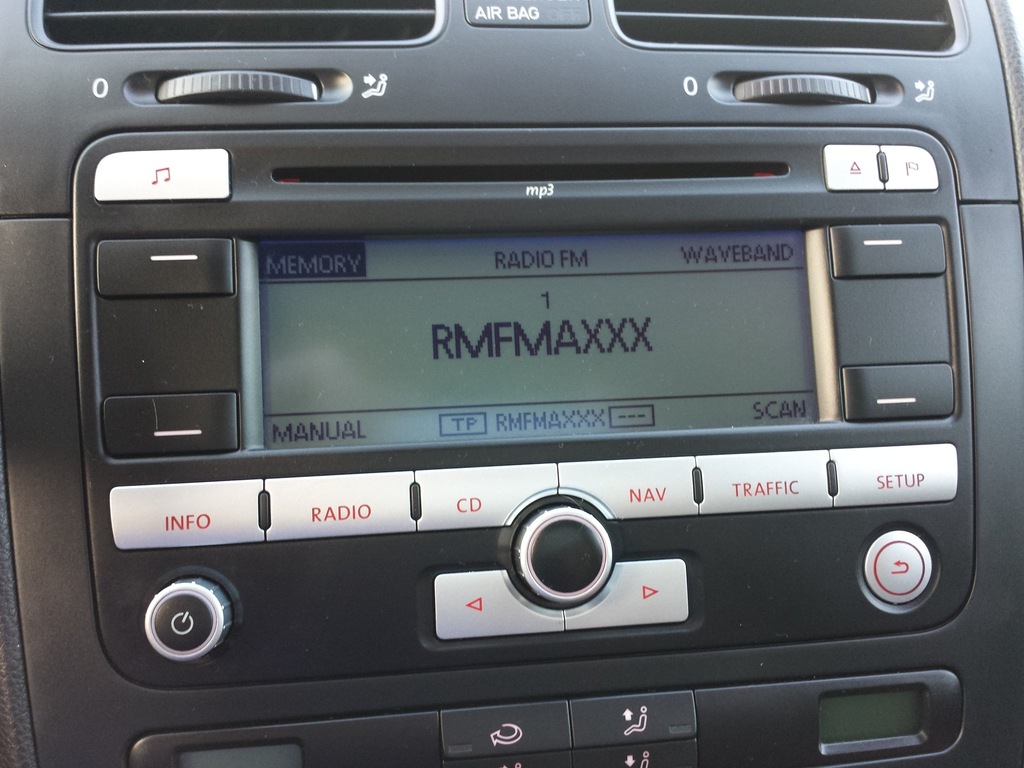 AIR BAG
0 0
mp3
MEMORY RADIO FM WAVEBAND
1
RMFMAXXX
MANUAL TP RMFMAXXX --- SCAN
INFO RADIO CD NAV TRAFFIC SETUP